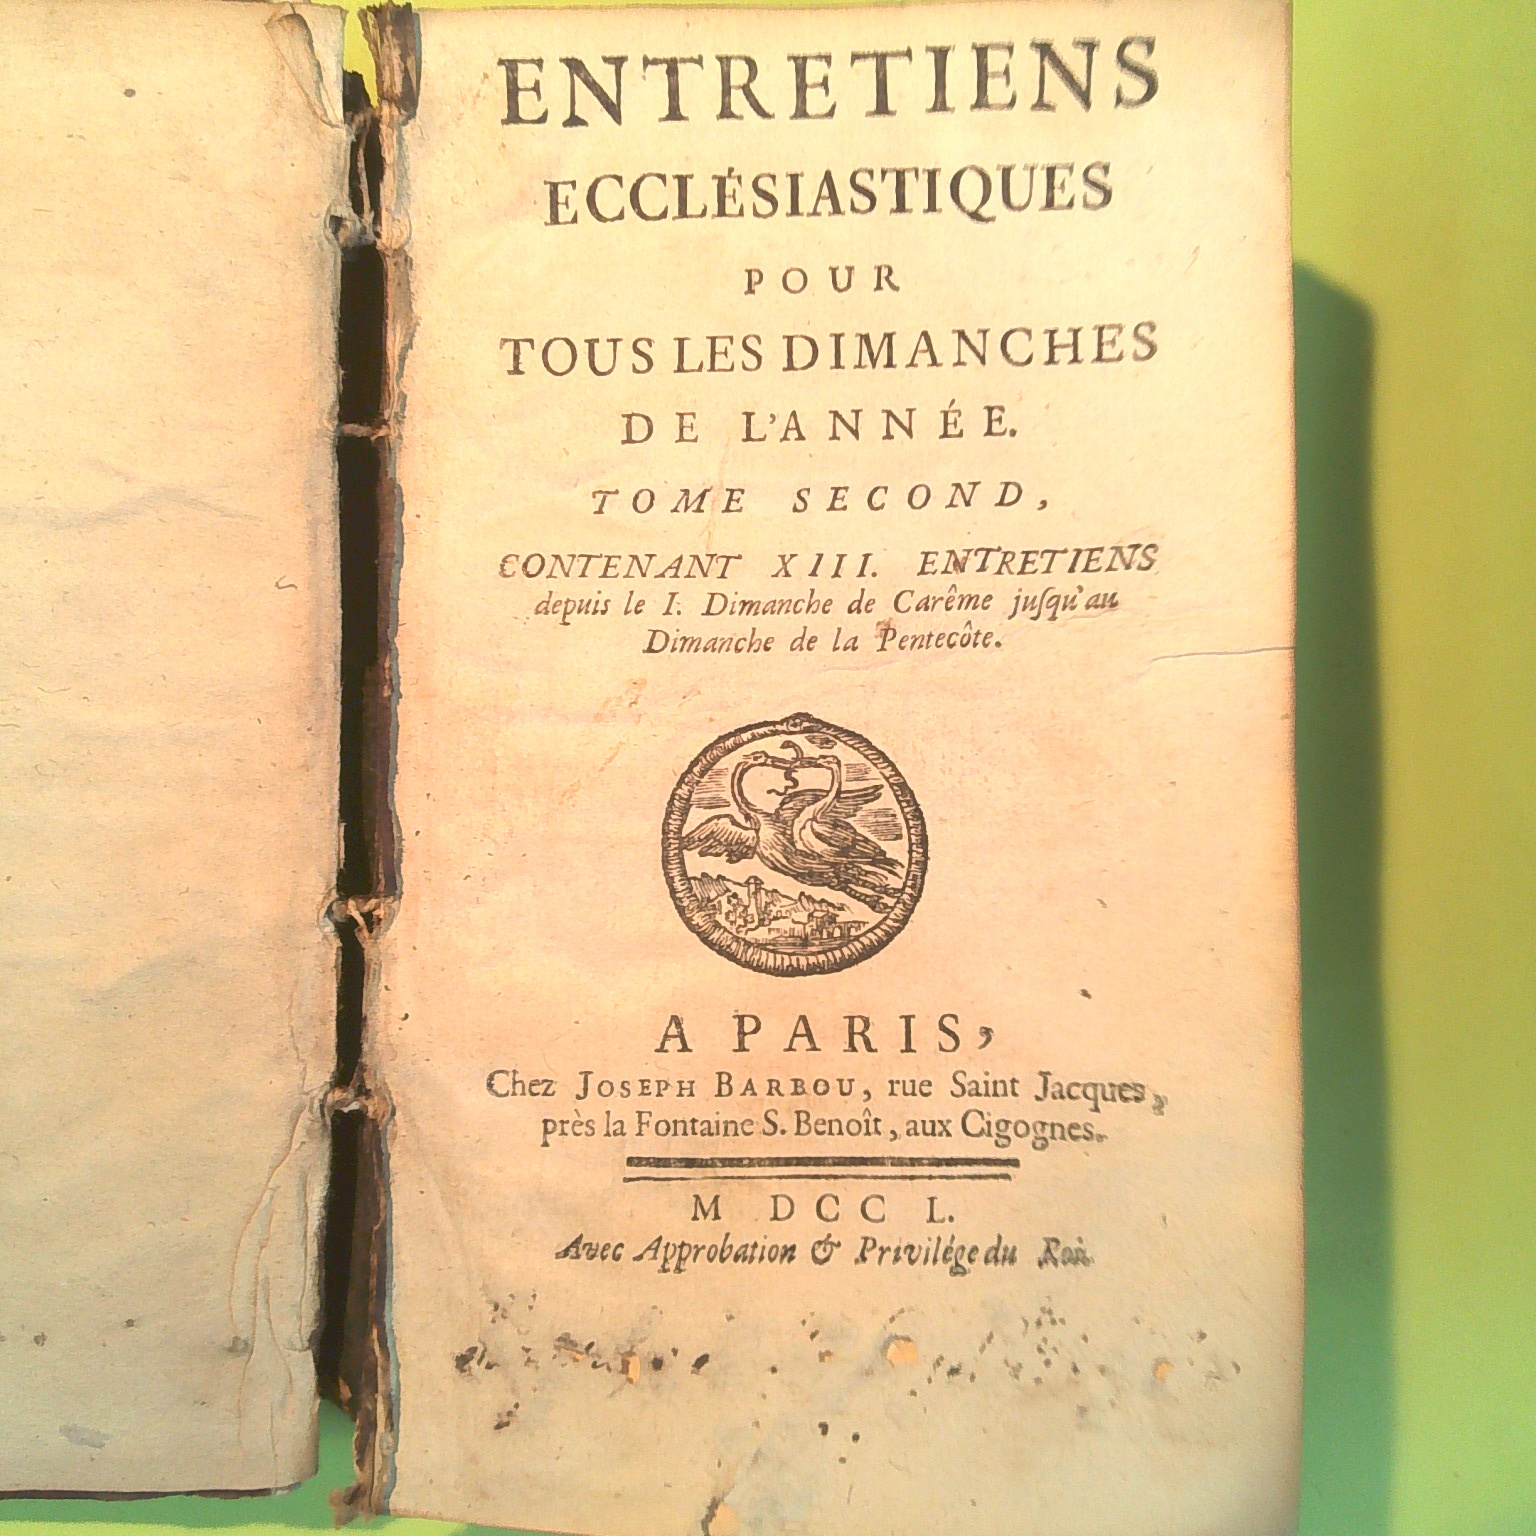 ENTRETIENS
ECCLÉSIASTIQUES
POUR
TOUS LES DIMANCHES
DE L'ANNÉE.
TOME SECOND,
CONTENANT XIII. ENTRETIENS
depuis le I. Dimanche de Carême juſqu'au
Dimanche de la Pentecôte.
A PARIS,
Chez JOSEPH BARBOU, rue Saint Jacques,
près la Fontaine S. Benoît, aux Cigognes.
M DCC L.
Avec Approbation & Privilége du Roi